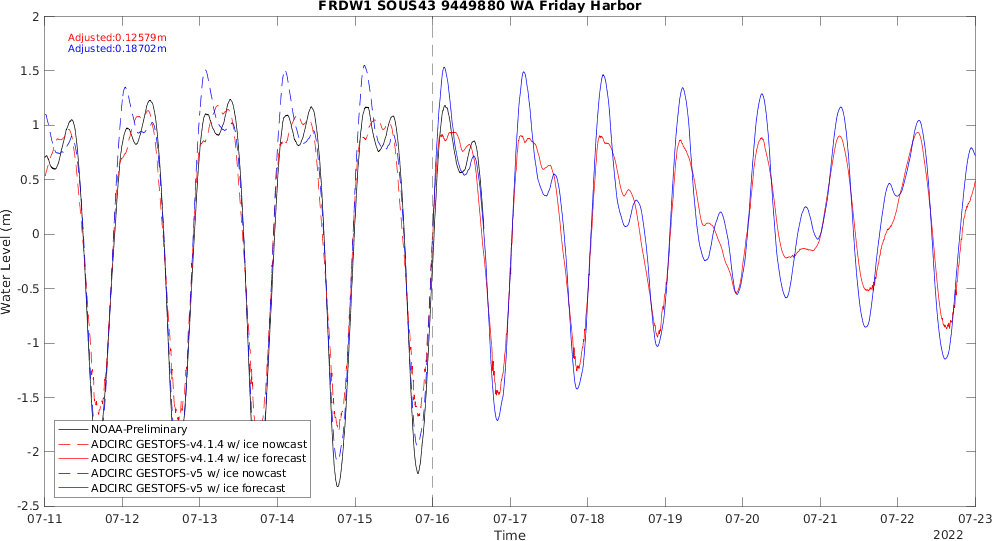 FRDW1 SOUS43 9449880 WA Friday Harbor
Adjusted:0.12579m
Adjusted:0.18702m
2
1.5
1
0.5
0
-0.5
-1
-1.5
-2
-2.5
Water Level (m)
NOAA-Preliminary
ADCIRC GESTOFS-v4.1.4 w/ ice nowcast
ADCIRC GESTOFS-v4.1.4 w/ ice forecast
ADCIRC GESTOFS-v5 w/ ice nowcast
ADCIRC GESTOFS-v5 w/ ice forecast
07-11 07-12 07-13 07-14 07-15 07-16 07-17 07-18 07-19 07-20 07-21 07-22 07-23
Time
2022